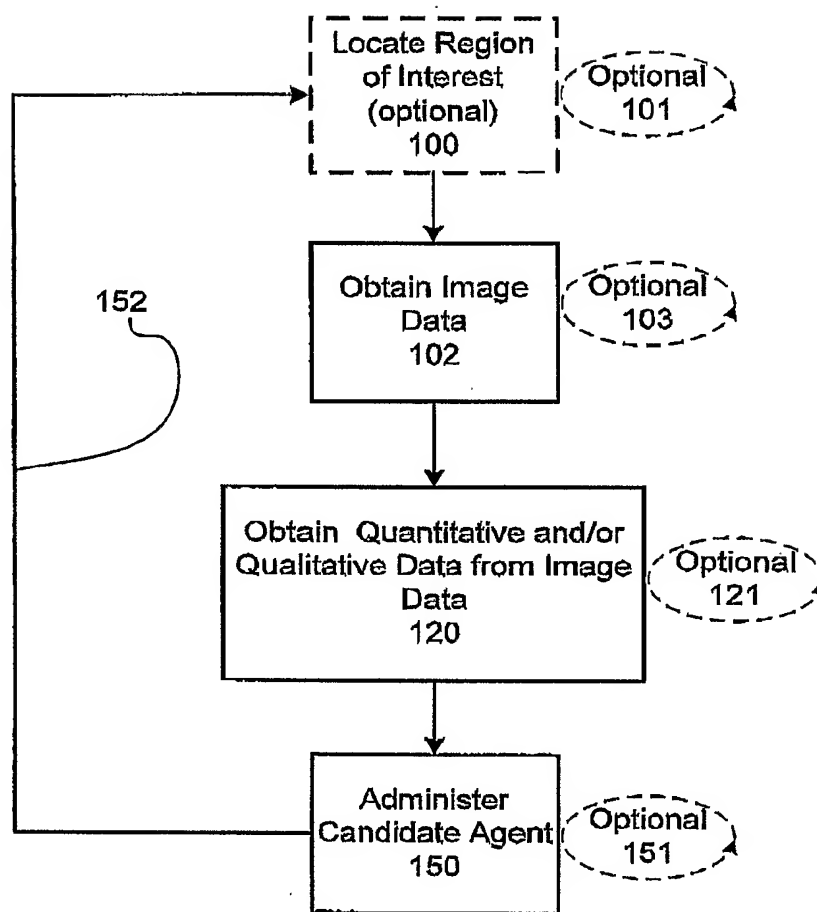 Locate Region
of Interest
(optional)
100
Optional
101
Obtain Image
Data
102
Optional
103
152
Obtain Quantitative and/or
Qualitative Data from Image
Data
120
Optional
121
Administer
Candidate Agent
150
Optional
151